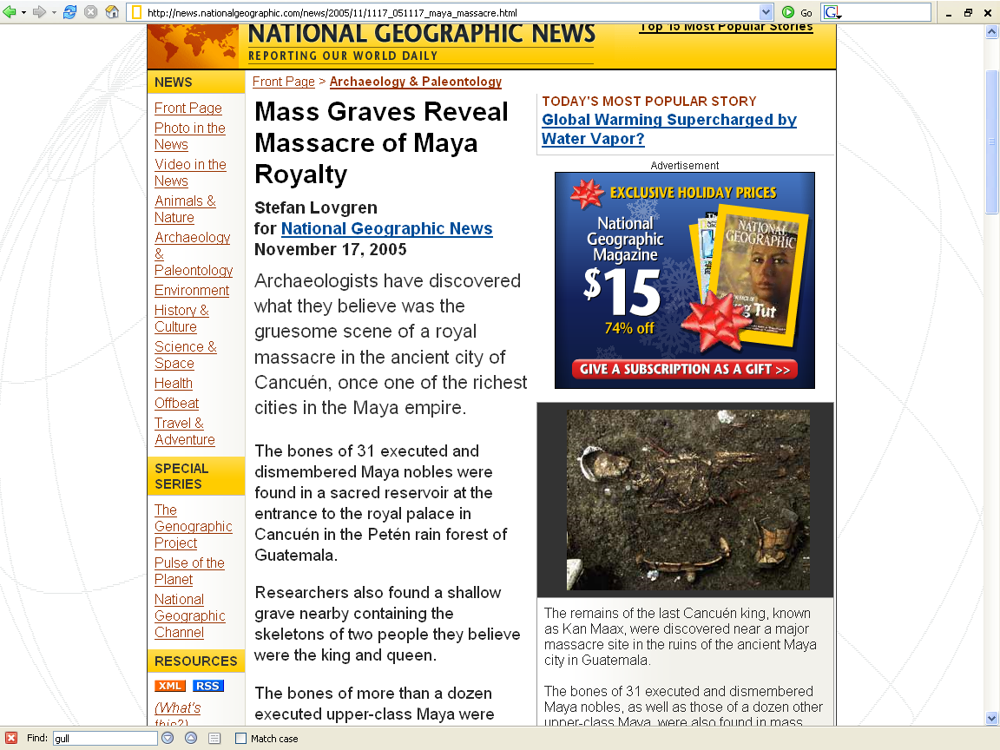 http://news.nationalgeographic.com/news/2005/11/1117_051117_maya_massacre.html
Go
G
NATIONAL GEOGRAPHIC NEWS
REPORTING OUR WORLD DAILY
Top 15 Most Popular Stories
NEWS
Front Page
Photo in the
News
Video in the
News
Animals &
Nature
Archaeology
&
Paleontology
Environment
History &
Culture
Science &
Space
Health
Offbeat
Travel &
Adventure
SPECIAL
SERIES
The
Genographic
Project
Pulse of the
Planet
National
Geographic
Channel
RESOURCES
XML RSS
(What's
this?)
Front Page > Archaeology & Paleontology
Mass Graves Reveal
Massacre of Maya
Royalty
Stefan Lovgren
for National Geographic News
November 17, 2005
Archaeologists have discovered
what they believe was the
gruesome scene of a royal
massacre in the ancient city of
Cancuén, once one of the richest
cities in the Maya empire.
The bones of 31 executed and
dismembered Maya nobles were
found in a sacred reservoir at the
entrance to the royal palace in
Cancuén in the Petén rain forest of
Guatemala.
Researchers also found a shallow
grave nearby containing the
skeletons of two people they believe
were the king and queen.
The bones of more than a dozen
executed upper-class Maya were
TODAY'S MOST POPULAR STORY
Global Warming Supercharged by
Water Vapor?
Advertisement
EXCLUSIVE HOLIDAY PRICES
National
Geographic
Magazine
$15
74% off
NATIONAL
GEOGRAPHIC
Tut
GIVE A SUBSCRIPTION AS A GIFT >>
The remains of the last Cancuén king, known
as Kan Maax, were discovered near a major
massacre site in the ruins of the ancient Maya
city in Guatemala.
The bones of 31 executed and dismembered
Maya nobles, as well as those of a dozen other
upper-class Maya, were also found in mass
Find: gull
Match case